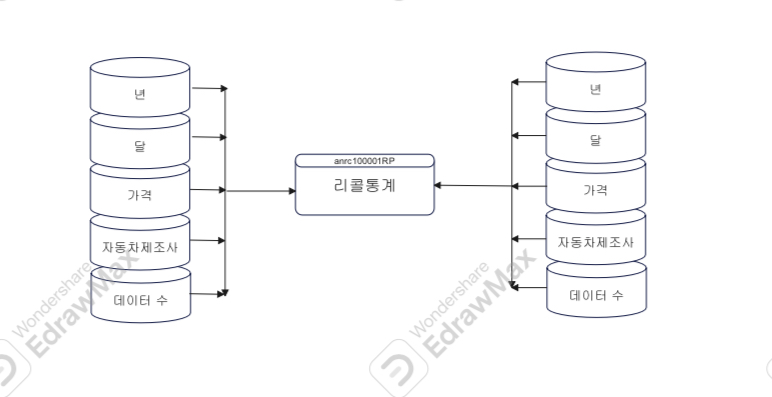 년
달
가격
자동차제조사
데이터 수
anrc100001RP
리콜통계
년
달
가격
자동차제조사
데이터 수
Wondershare
EdrawMax
Wondershare
EdrawMax